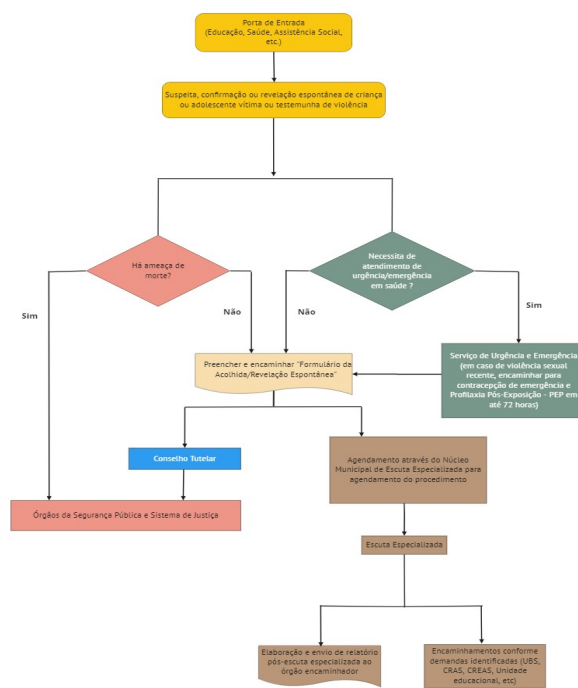 Porta de Entrada
(Educação, Saúde, Assistência Social,
etc.)
Suspeita, confirmação ou revelação espontânea de criança
ou adolescente vítima ou testemunha de violência
Há ameaça de
morte?
Necessita de
atendimento de
urgência/emergência
em saúde ?
Sim
Não
Não
Sim
Preencher e encaminhar "Formulário da
Acolhida/Revelação Espontânea"
Serviço de Urgência e Emergência
(em caso de violência sexual
recente, encaminhar para
contracepção de emergência e
Profilaxia Pós-Exposição - PEP em
até 72 horas)
Conselho Tutelar
Agendamento através do Núcleo
Municipal de Escuta Especializada para
agendamento do procedimento
Órgãos da Segurança Pública e Sistema de Justiça
Escuta Especializada
Elaboração e envio de relatório
pós-escuta especializada ao
órgão encaminhador
Encaminhamentos conforme
demandas identificadas (UBS,
CRAS, CREAS, Unidade
educacional, etc)